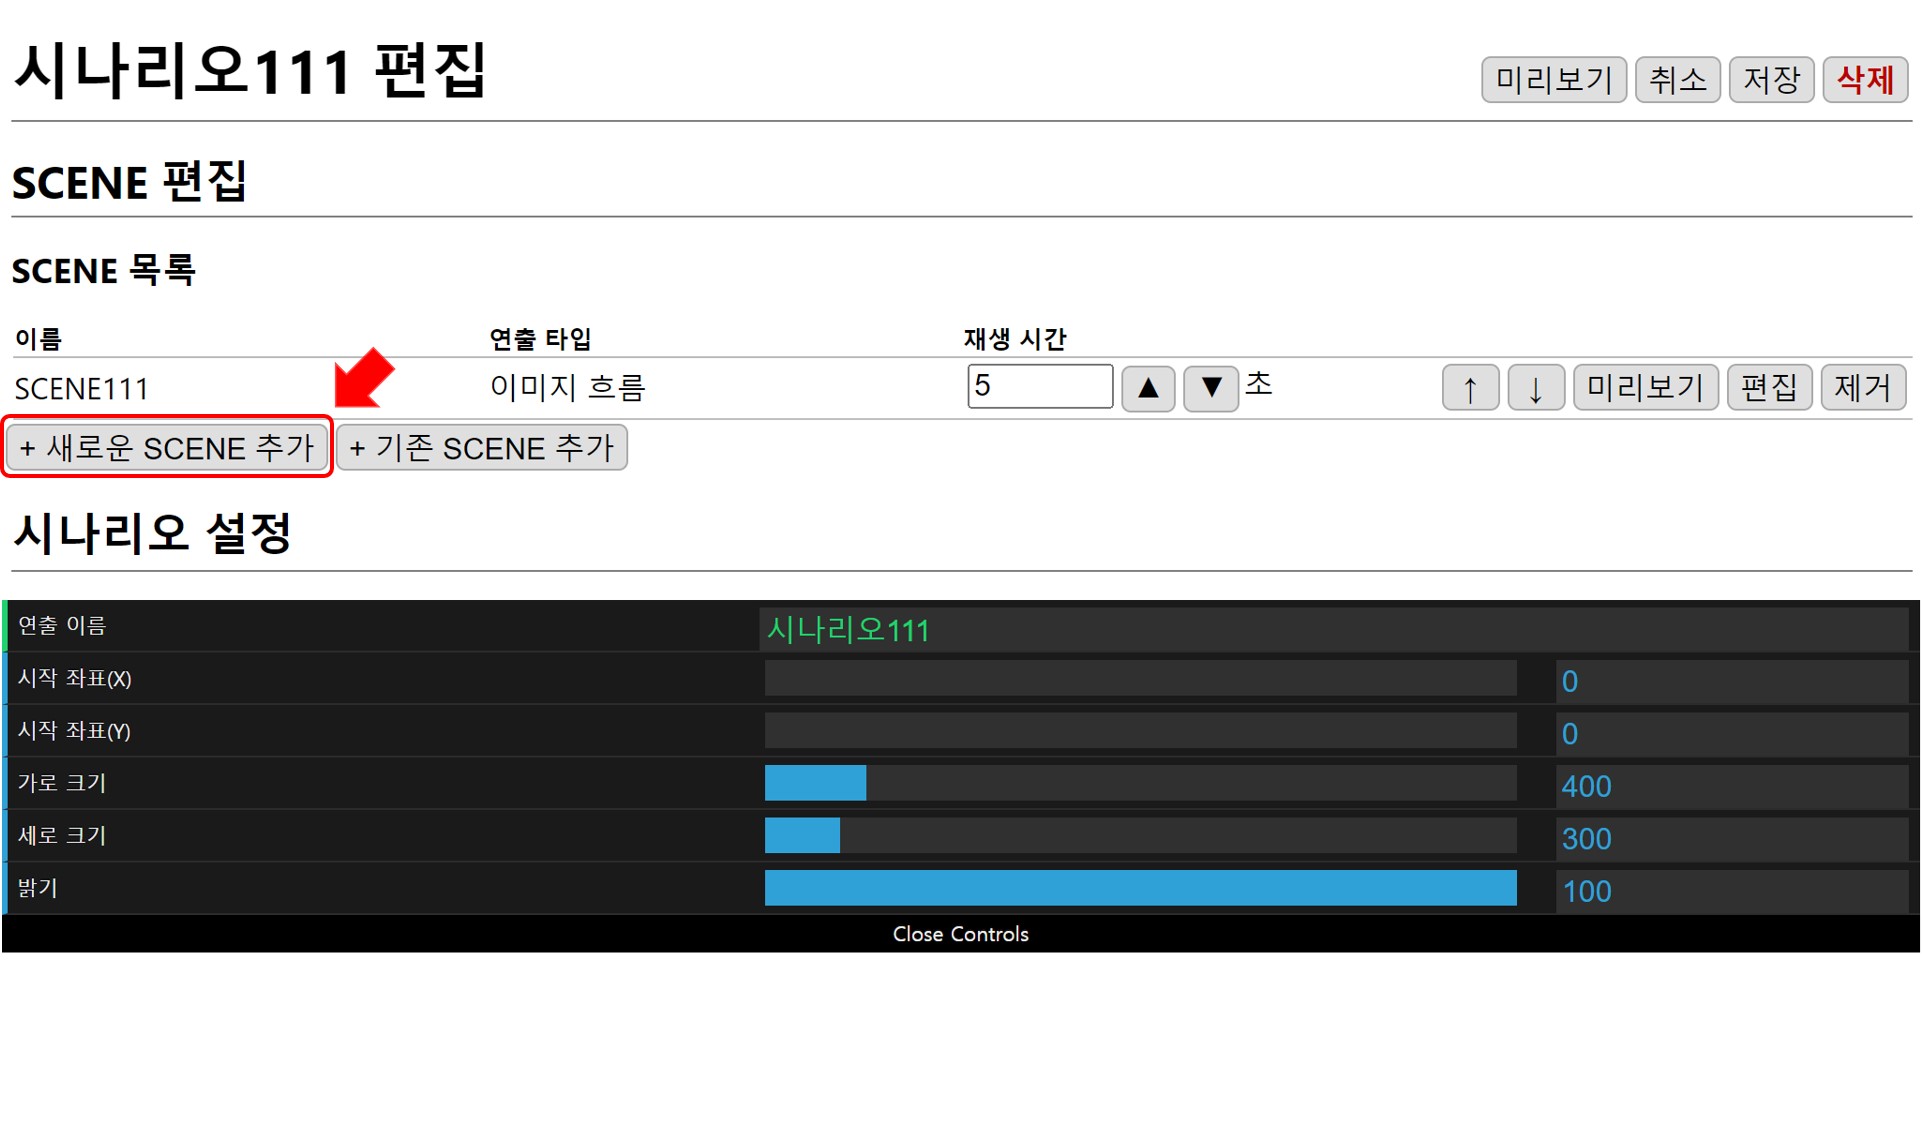 시나리오111 편집
미리보기 취소 저장 삭제
SCENE 편집
SCENE 목록
이름 연출 타입 재생 시간
SCENE111 이미지 흐름 5 ▲ ▼ 초 ↑ ↓ 미리보기 편집 제거
+ 새로운 SCENE 추가 + 기존 SCENE 추가
시나리오 설정
연출 이름 시나리오111
시작 좌표(X) 0
시작 좌표(Y) 0
가로 크기 400
세로 크기 300
밝기 100
Close Controls